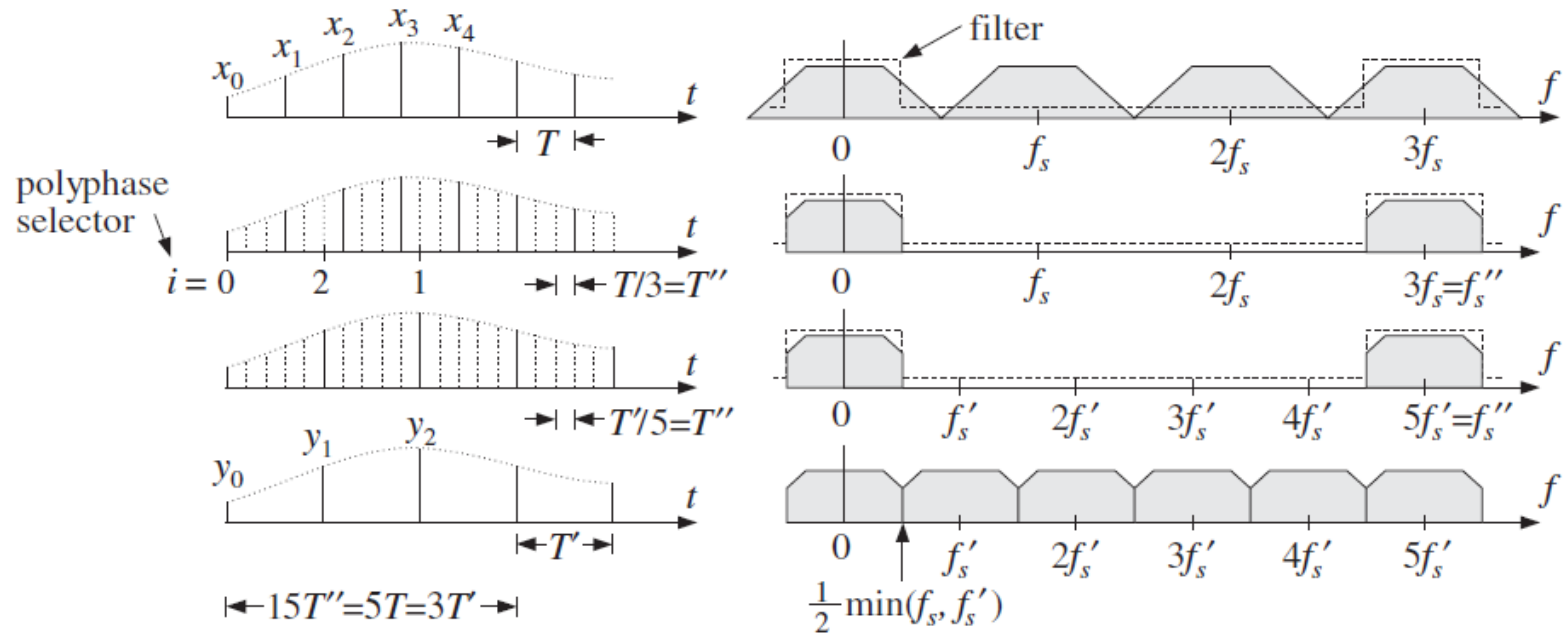 x₀ x₁ x₂ x₃ x₄ t
T
filter
f
0 fₛ 2fₛ 3fₛ
polyphase
selector
t
i = 0 2 1 T/3=T″
f
0 fₛ 2fₛ 3fₛ=fₛ″
t
T′/5=T″
f
0 fₛ′ 2fₛ′ 3fₛ′ 4fₛ′ 5fₛ′=fₛ″
y₀ y₁ y₂ t
T′
15T″=5T=3T′
f
0 fₛ′ 2fₛ′ 3fₛ′ 4fₛ′ 5fₛ′
1/2 min(fₛ, fₛ′)